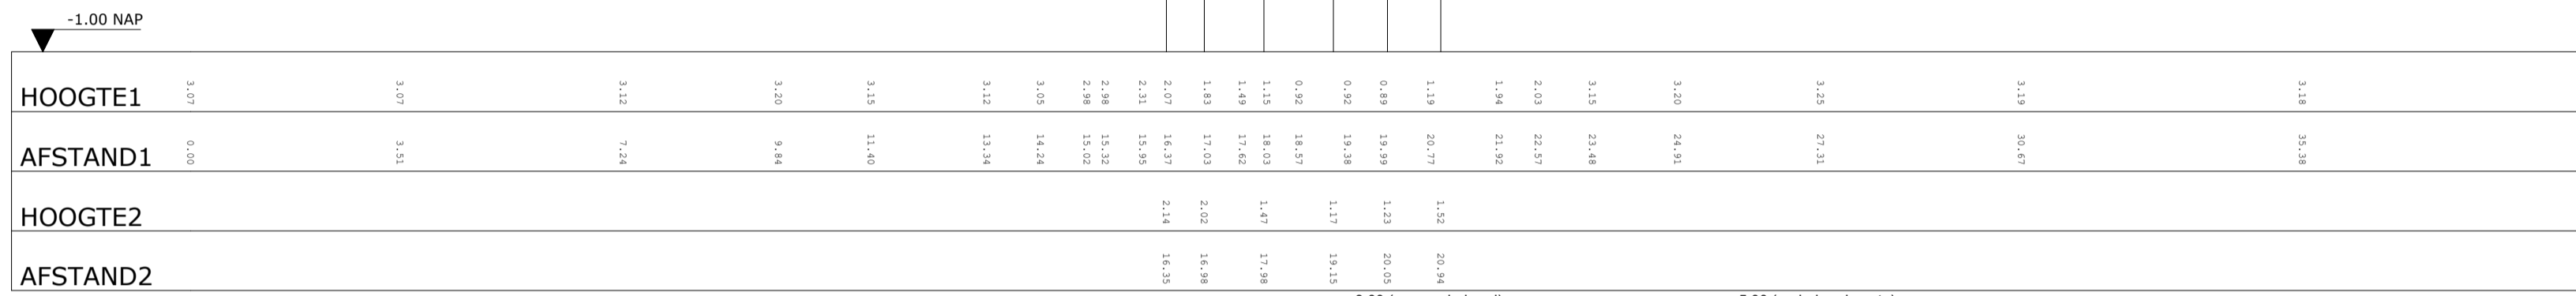 -1.00 NAP
HOOGTE1 3.07 3.07 3.12 3.20 3.15 3.12 3.05 2.98 2.98 2.31 2.07 1.83 1.49 1.15 0.92 0.92 0.89 1.19 1.94 2.03 3.15 3.20 3.25 3.19 3.18
AFSTAND1 0.00 3.51 7.24 9.84 11.40 13.34 14.24 15.02 15.32 15.95 16.37 17.03 17.62 18.03 18.57 19.38 19.99 20.77 21.92 22.57 23.48 24.91 27.31 30.67 35.38
HOOGTE2 2.14 2.02 1.47 1.17 1.23 1.52
AFSTAND2 16.35 16.98 17.98 19.15 20.05 20.94